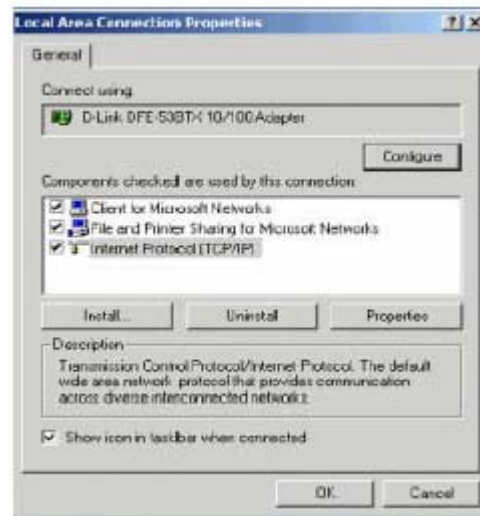 Local Area Connection Properties
General
Connect using:
D-Link DFE-538TX 10/100 Adapter
Configure
Components checked are used by this connection:
Client for Microsoft Networks
File and Printer Sharing for Microsoft Networks
Internet Protocol (TCP/IP)
Install...
Uninstall
Properties
Description
Transmission Control Protocol/Internet Protocol. The default
wide area network protocol that provides communication
across diverse interconnected networks.
Show icon in taskbar when connected
OK
Cancel